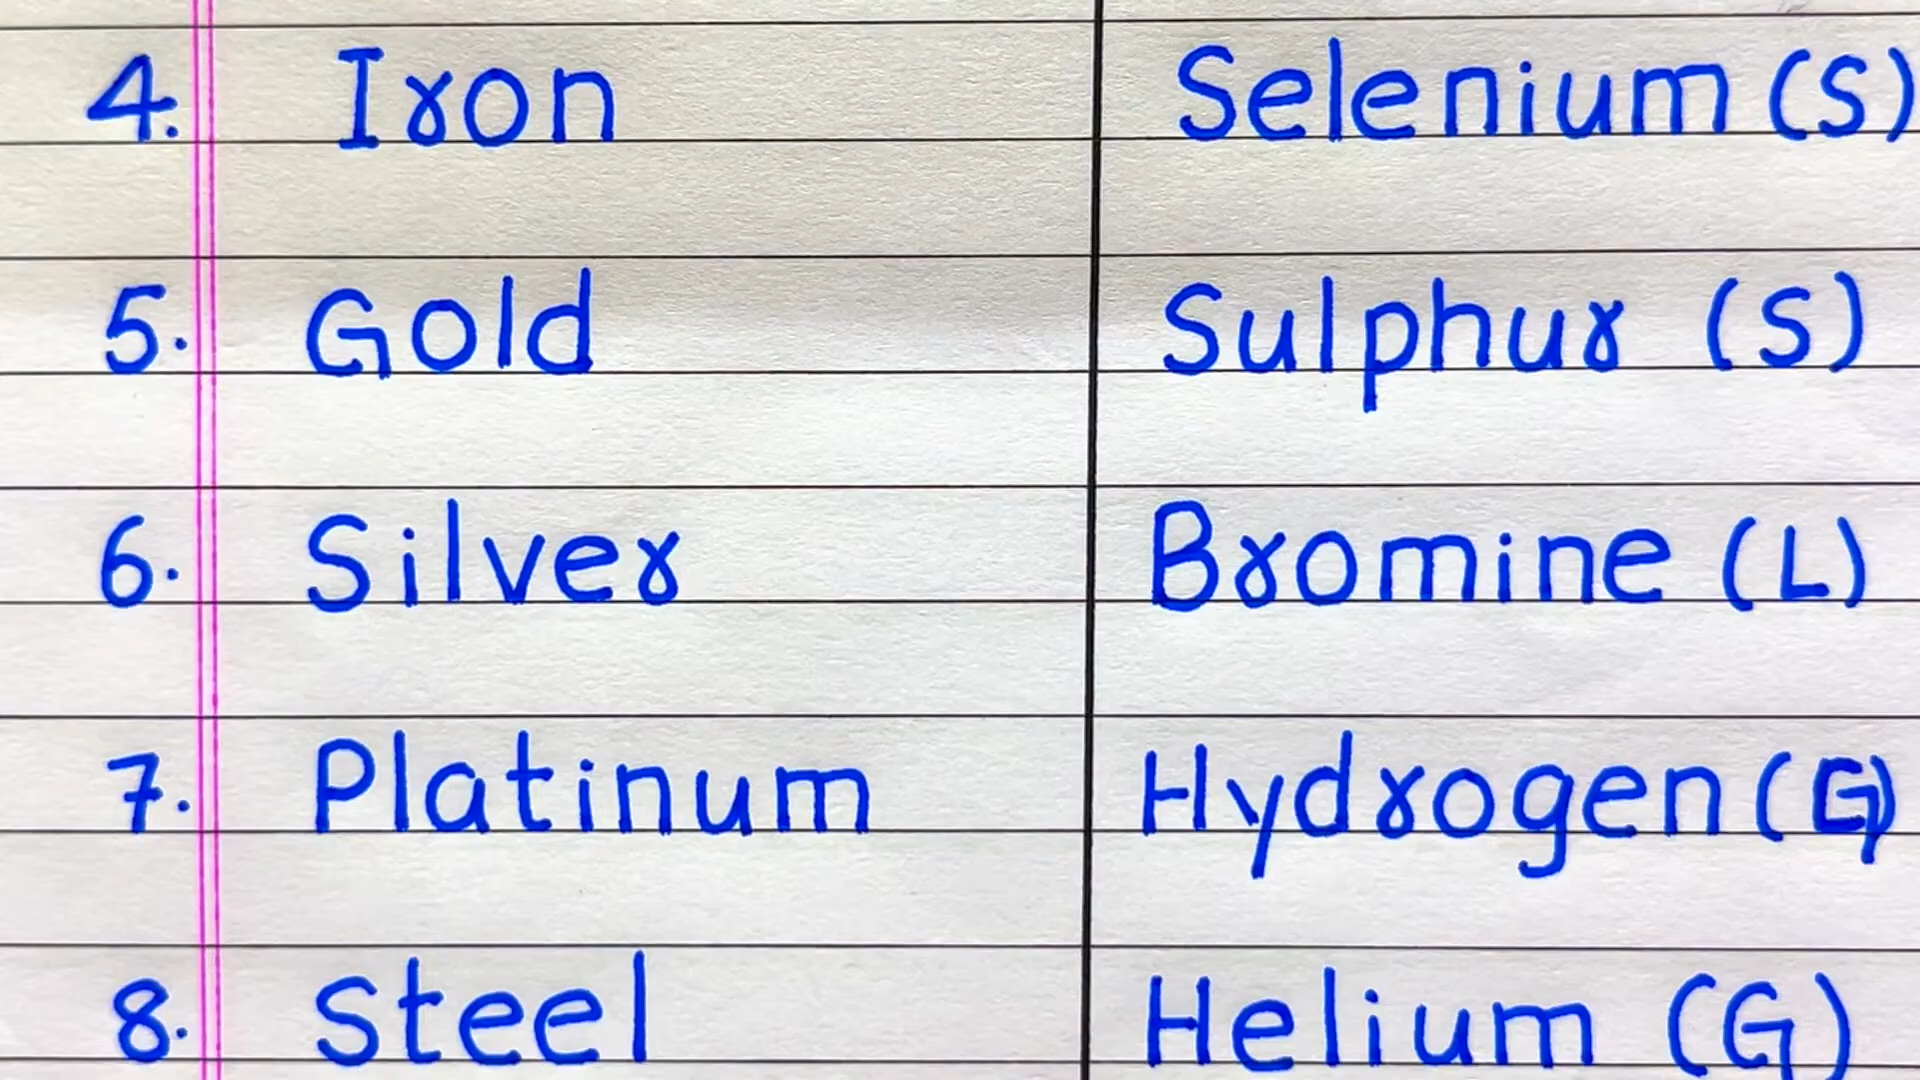 4. Iron Selenium (S)
5. Gold Sulphur (S)
6. Silver Bromine (L)
7. Platinum Hydrogen (G)
8. Steel Helium (G)